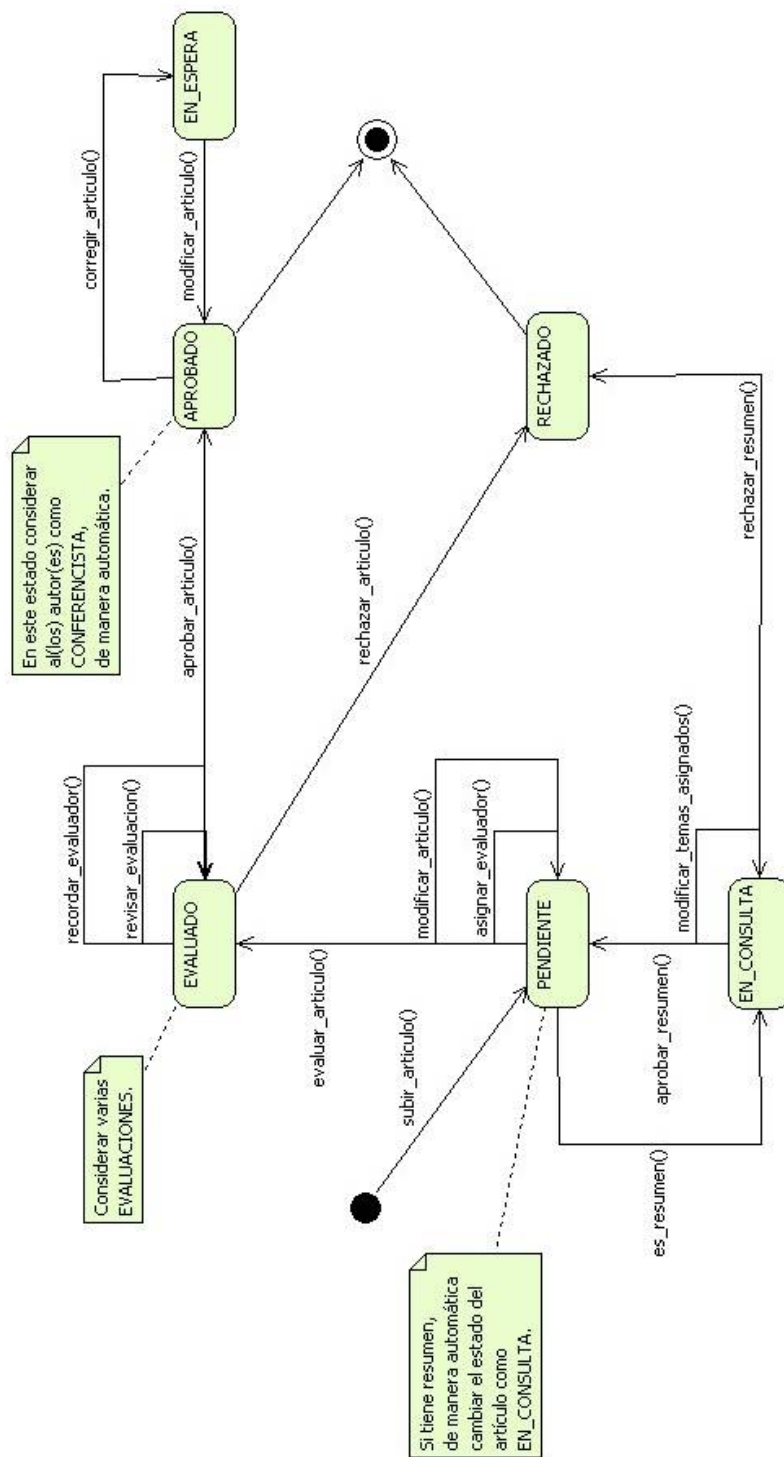 Considerar varias
EVALUACIONES.
recordar_evaluador()
revisar_evaluacion()
EVALUADO
En este estado considerar
al(los) autor(es) como
CONFERENCISTA,
de manera automática.
corregir_articulo()
aprobar_articulo()
APROBADO
modificar_articulo()
EN_ESPERA
evaluar_articulo()
rechazar_articulo()
subir_articulo()
modificar_articulo()
asignar_evaluador()
PENDIENTE
RECHAZADO
Si tiene resumen,
de manera automática
cambiar el estado del
artículo como
EN_CONSULTA.
es_resumen()
aprobar_resumen()
modificar_temas_asignados()
EN_CONSULTA
rechazar_resumen()